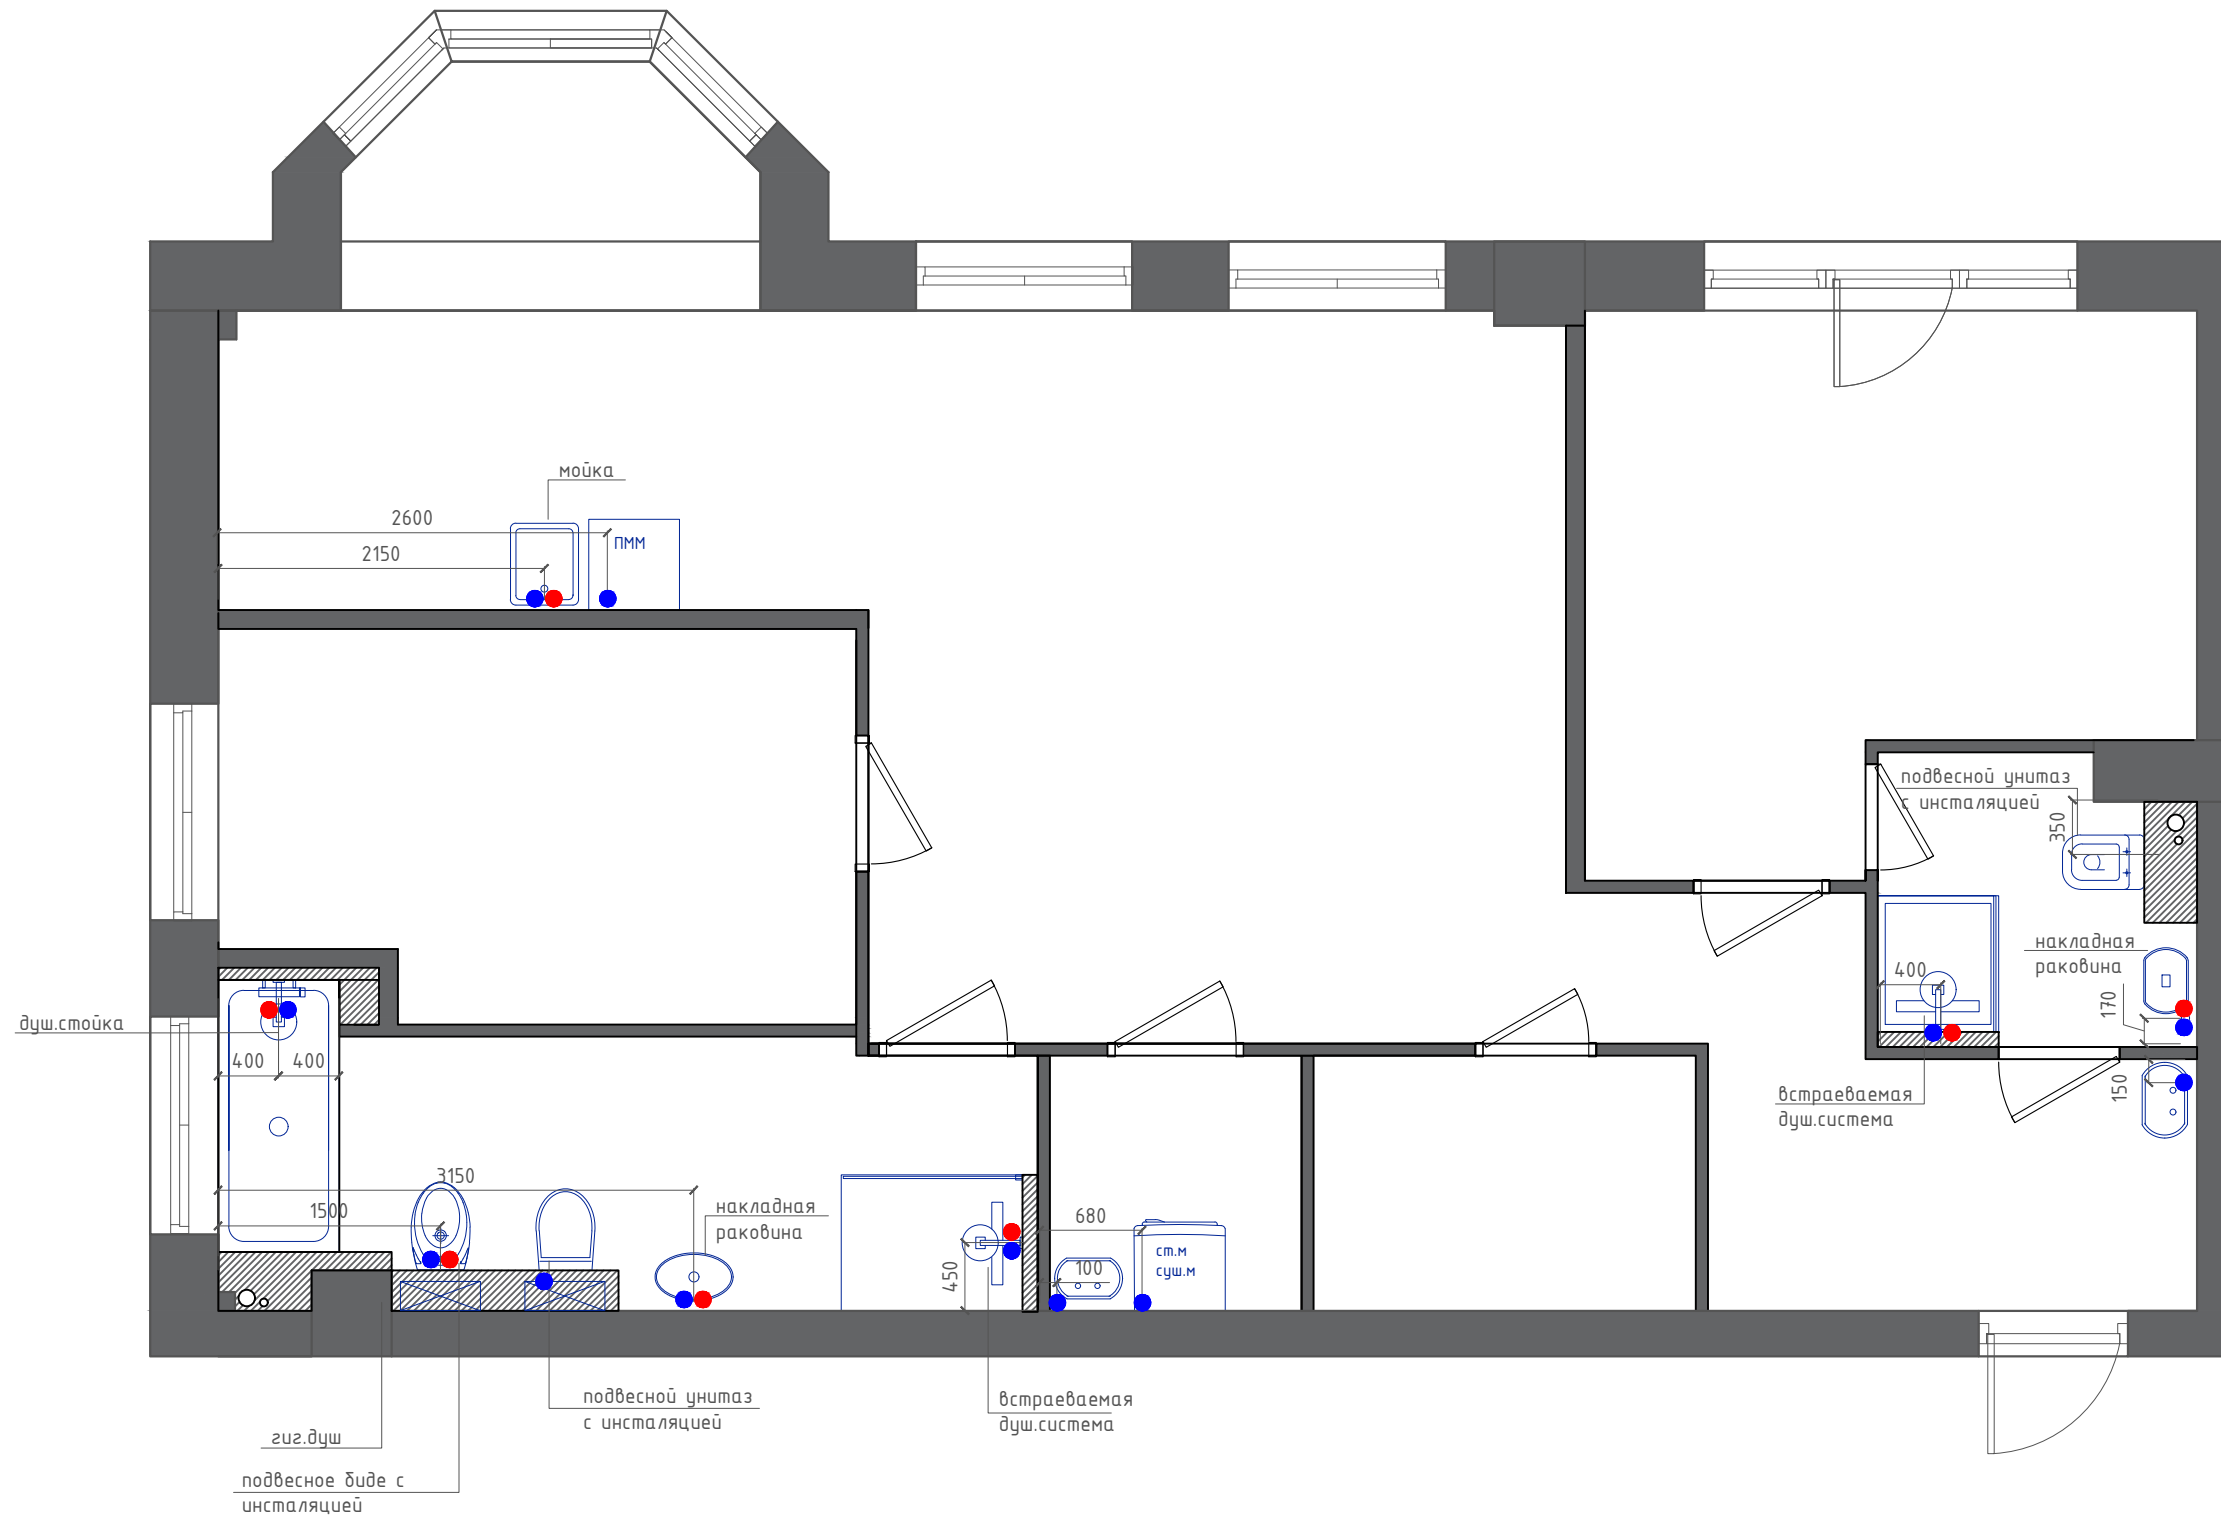 мойка
2600
ПММ
2150
подвесной унитаз
с инсталяцией
350
накладная
раковина
400
170
душ.стойка
400
400
встраеваемая
душ.система
150
3150
1500
накладная
раковина
680
ст.м
суш.м
100
450
подвесной унитаз
с инсталяцией
встраеваемая
душ.система
гиг.душ
подвесное биде с
инсталяцией